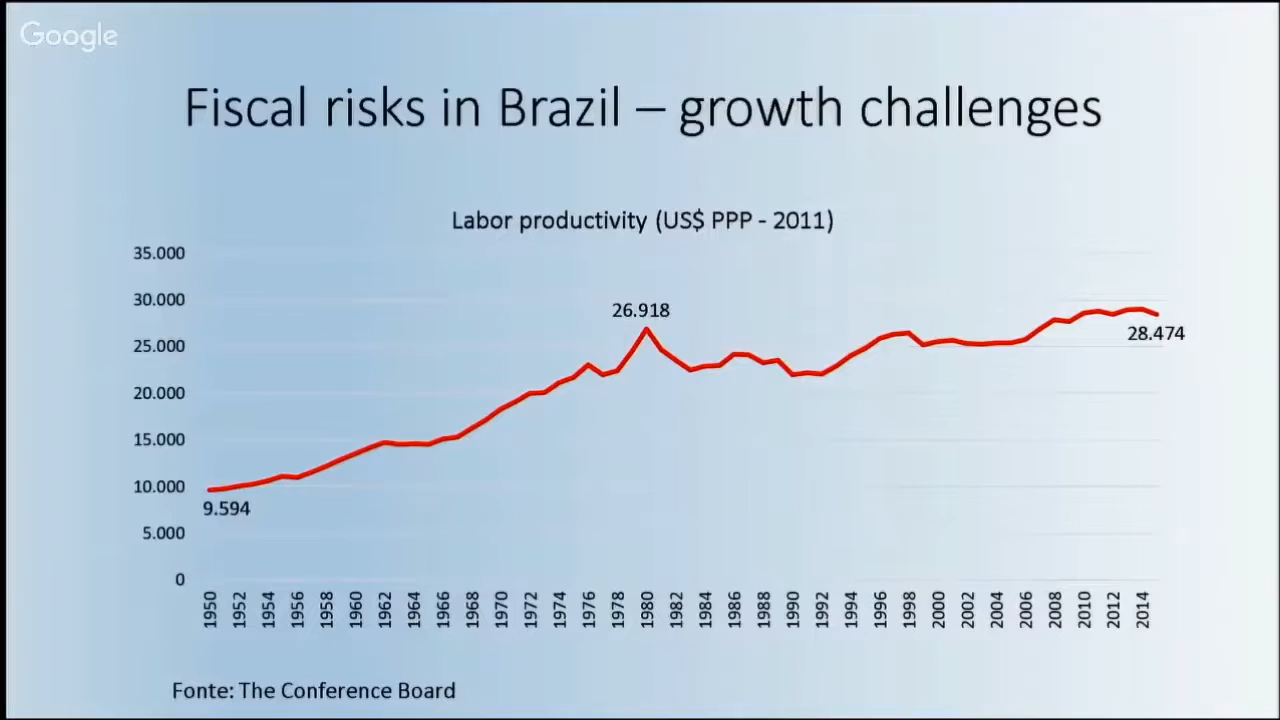 Google
Fiscal risks in Brazil – growth challenges
Labor productivity (US$ PPP - 2011)
35.000
30.000
25.000
20.000
15.000
10.000
5.000
0
26.918
28.474
9.594
1950 1952 1954 1956 1958 1960 1962 1964 1966 1968 1970 1972 1974 1976 1978 1980 1982 1984 1986 1988 1990 1992 1994 1996 1998 2000 2002 2004 2006 2008 2010 2012 2014
Fonte: The Conference Board